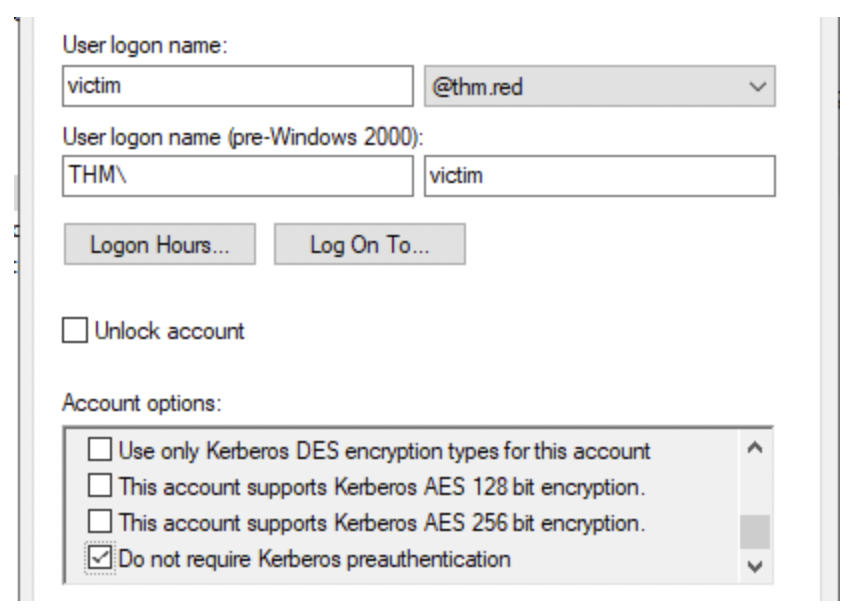 User logon name:
victim @thm.red
User logon name (pre-Windows 2000):
THM\ victim
Logon Hours... Log On To...
Unlock account
Account options:
Use only Kerberos DES encryption types for this account
This account supports Kerberos AES 128 bit encryption.
This account supports Kerberos AES 256 bit encryption.
Do not require Kerberos preauthentication